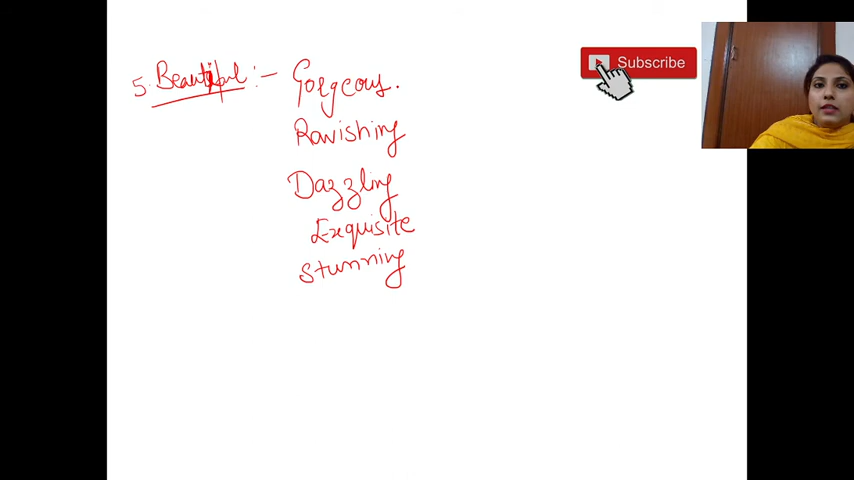 5. Beautiful :- Gorgeous.
Ravishing
Dazzling
Exquisite
Stunning
Subscribe